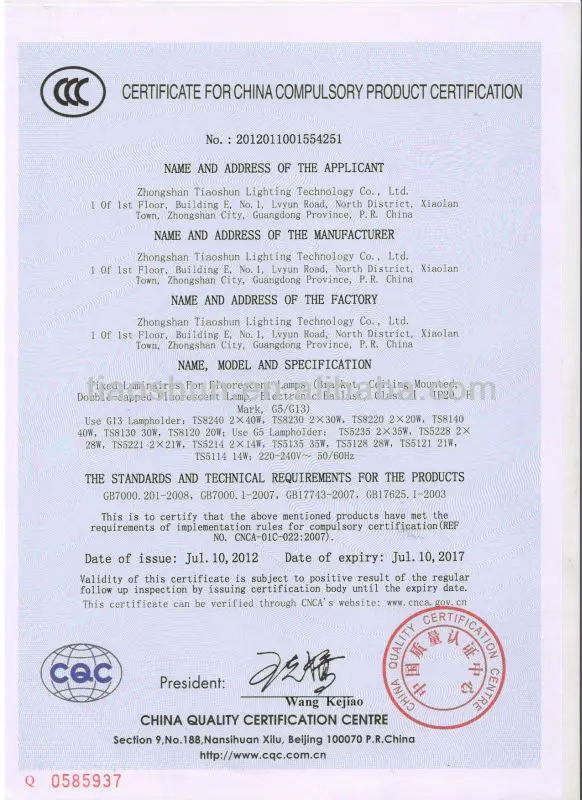 CCC
CERTIFICATE FOR CHINA COMPULSORY PRODUCT CERTIFICATION
No. : 2012011001554251
NAME AND ADDRESS OF THE APPLICANT
Zhongshan Tiaoshun Lighting Technology Co., Ltd.
1 Of 1st Floor, Building E, No.1, Lvyun Road, North District, Xiaolan
Town, Zhongshan City, Guangdong Province, P.R. China
NAME AND ADDRESS OF THE MANUFACTURER
Zhongshan Tiaoshun Lighting Technology Co., Ltd.
1 Of 1st Floor, Building E, No.1, Lvyun Road, North District, Xiaolan
Town, Zhongshan City, Guangdong Province, P.R. China
NAME AND ADDRESS OF THE FACTORY
Zhongshan Tiaoshun Lighting Technology Co., Ltd.
1 Of 1st Floor, Building E, No.1, Lvyun Road, North District, Xiaolan
Town, Zhongshan City, Guangdong Province, P.R. China
NAME, MODEL AND SPECIFICATION
Fixed Luminaire For Fluorescent Lamp( Bracket, Ceiling Mounted,
Double-Capped Fluorescent Lamp, Electronic Ballast, Class I, IP20, F
Mark, G5/G13)
Use G13 Lampholder: TS8240 2×40W, TS8230 2×30W, TS8220 2×20W, TS8140
40W, TS8130 30W, TS8120 20W; Use G5 Lampholder: TS5235 2×35W, TS5228 2×
28W, TS5221 2×21W, TS5214 2×14W, TS5135 35W, TS5128 28W, TS5121 21W,
TS5114 14W; 220-240V～ 50/60Hz
THE STANDARDS AND TECHNICAL REQUIREMENTS FOR THE PRODUCTS
GB7000.201-2008, GB7000.1-2007, GB17743-2007, GB17625.1-2003
This is to certify that the above mentioned products have met the
requirements of implementation rules for compulsory certification(REF
NO. CNCA-01C-022:2007).
Date of issue: Jul.10,2012 Date of expiry: Jul.10,2017
Validity of this certificate is subject to positive result of the regular
follow up inspection by issuing certification body until the expiry date.
This certificate can be verified through CNCA's website: www.cnca.gov.cn
CHINA QUALITY CERTIFICATION CENTRE
中国质量认证中心
CQC
President:
Wang Kejiao
CHINA QUALITY CERTIFICATION CENTRE
Section 9,No.188,Nansihuan Xilu, Beijing 100070 P.R.China
http://www.cqc.com.cn
Q 0585937